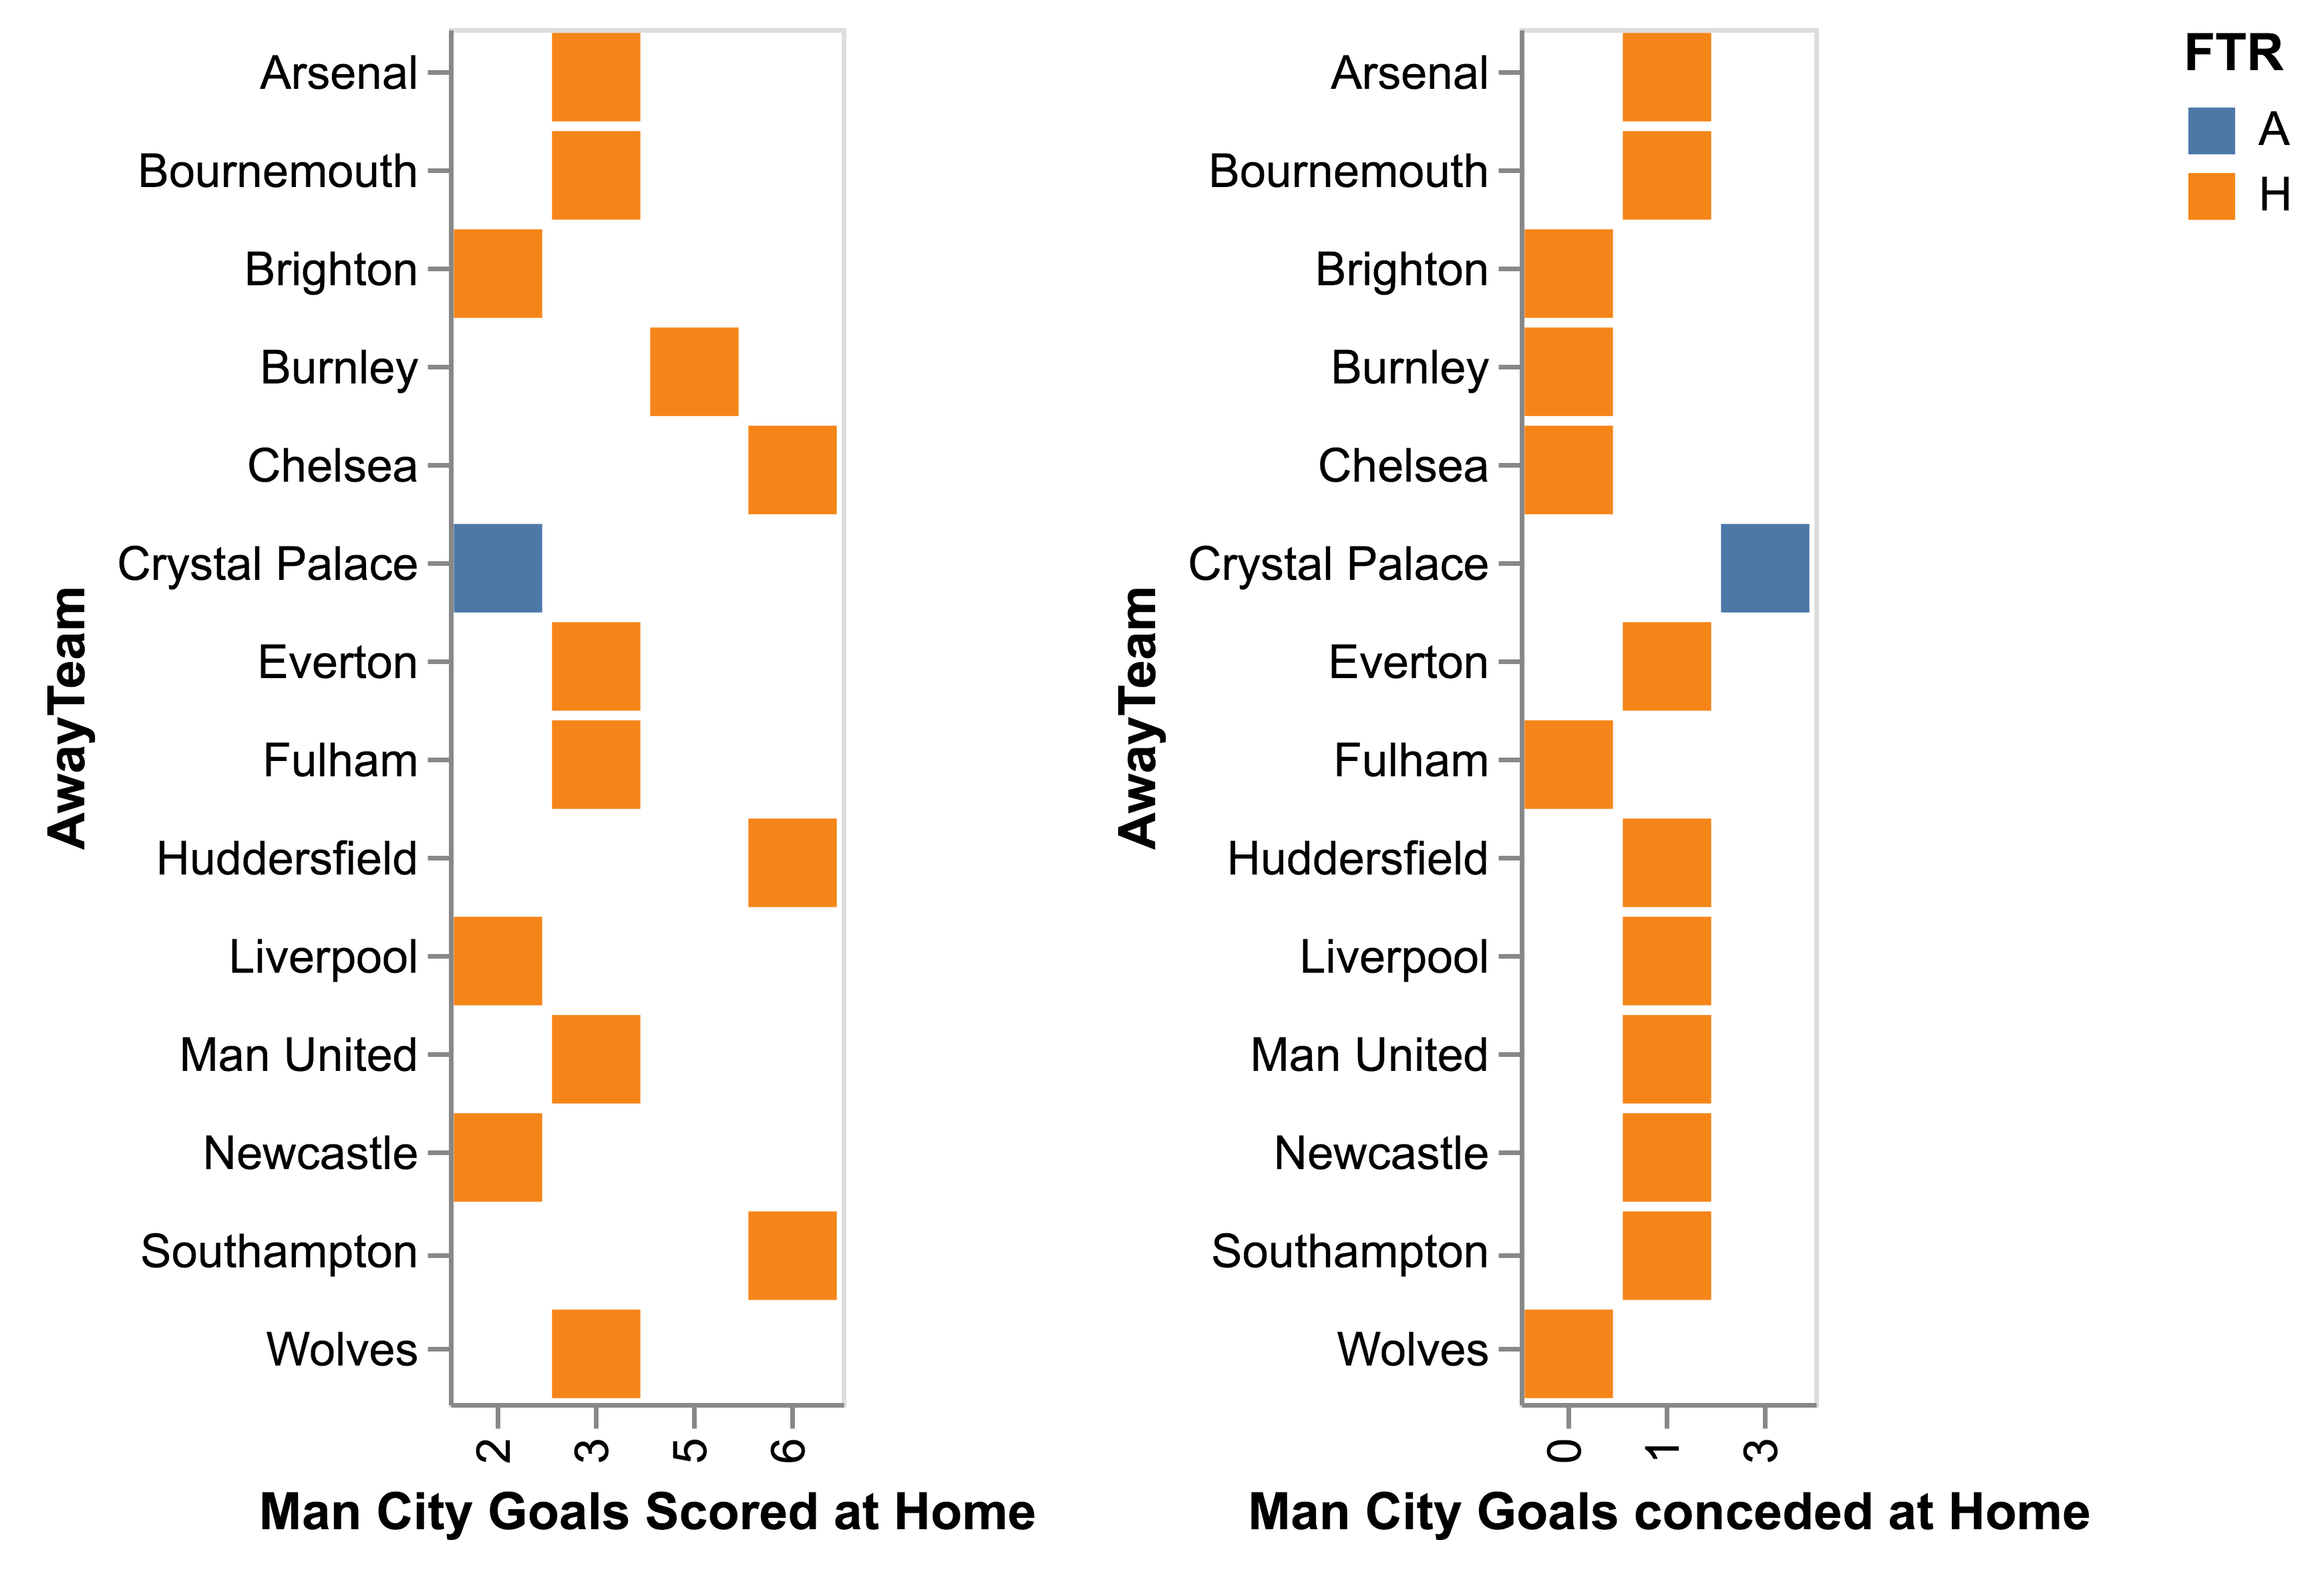 Arsenal
Bournemouth
Brighton
Burnley
Chelsea
Crystal Palace
Everton
Fulham
Huddersfield
Liverpool
Man United
Newcastle
Southampton
Wolves
AwayTeam
2 3 5 6
Man City Goals Scored at Home
Arsenal
Bournemouth
Brighton
Burnley
Chelsea
Crystal Palace
Everton
Fulham
Huddersfield
Liverpool
Man United
Newcastle
Southampton
Wolves
AwayTeam
0 1 3
Man City Goals conceded at Home
FTR
A
H